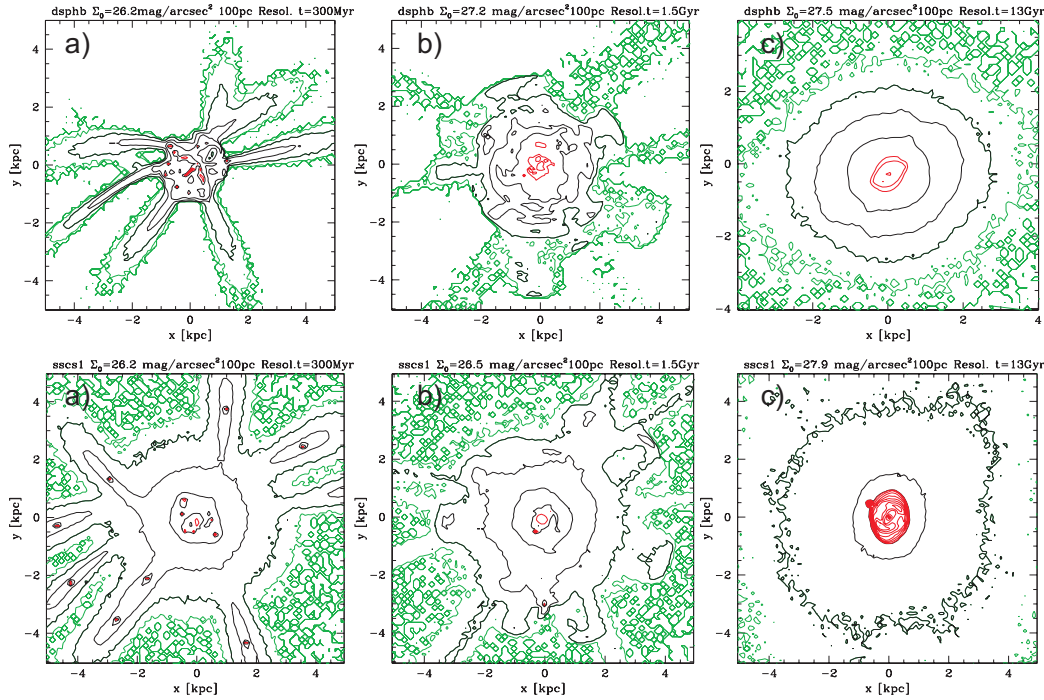 dsphb Σ₀=26.2mag/arcsec² 100pc Resol. t=300Myr
a)
y [kpc]
4
2
0
−2
−4
−4 −2 0 2 4
x [kpc]
dsphb Σ₀=27.2 mag/arcsec²100pc Resol. t=1.5Gyr
b)
y [kpc]
4
2
0
−2
−4
−4 −2 0 2 4
x [kpc]
dsphb Σ₀=27.5 mag/arcsec² 100pc Resol. t=13Gyr
c)
y [kpc]
4
2
0
−2
−4
−4 −2 0 2 4
x [kpc]
sscs1 Σ₀=26.2 mag/arcsec²100pc Resol.t=300Myr
a)
y [kpc]
4
2
0
−2
−4
−4 −2 0 2 4
x [kpc]
sscs1 Σ₀=26.5 mag/arcsec²100pc Resol.t=1.5Gyr
b)
y [kpc]
4
2
0
−2
−4
−4 −2 0 2 4
x [kpc]
sscs1 Σ₀=27.9 mag/arcsec²100pc Resol.t=13Gyr
c)
y [kpc]
4
2
0
−2
−4
−4 −2 0 2 4
x [kpc]